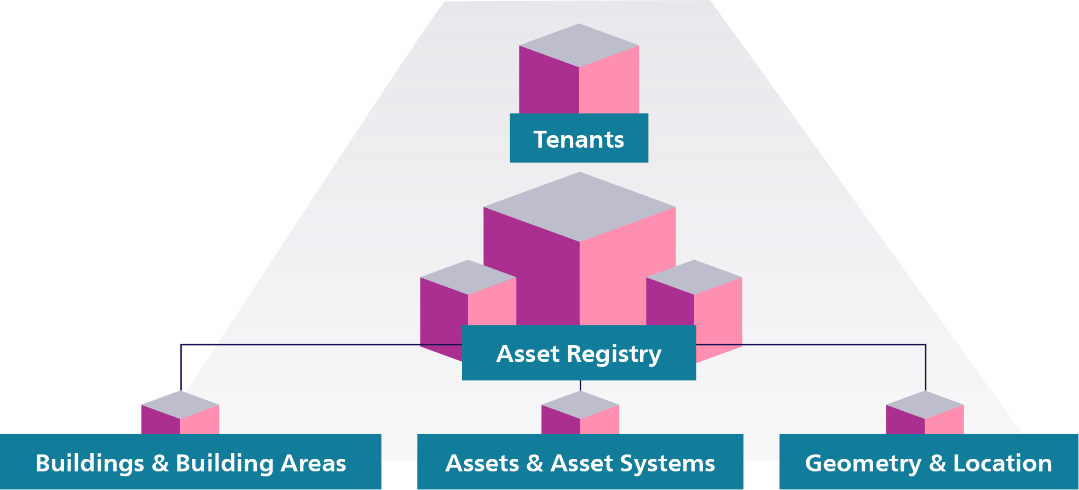 Tenants
Asset Registry
Buildings & Building Areas
Assets & Asset Systems
Geometry & Location